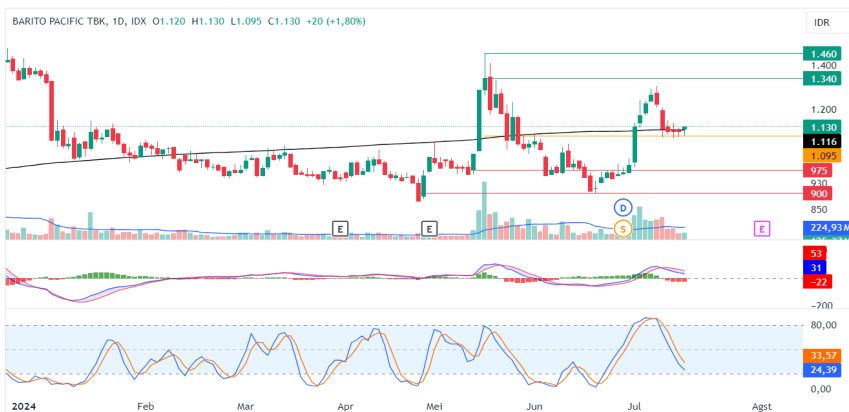 BARITO PACIFIC TBK, 1D, IDX O1.120 H1.130 L1.095 C1.130 +20 (+1,80%)
IDR
1.460
1.400
1.340
1.200
1.130
1.116
1.095
975
930
900
850
D
E
E
S
E
224,93M
53
31
−22
−200
80,00
33,57
24,39
0,00
2024
Feb
Mar
Apr
Mei
Jun
Jul
Agst